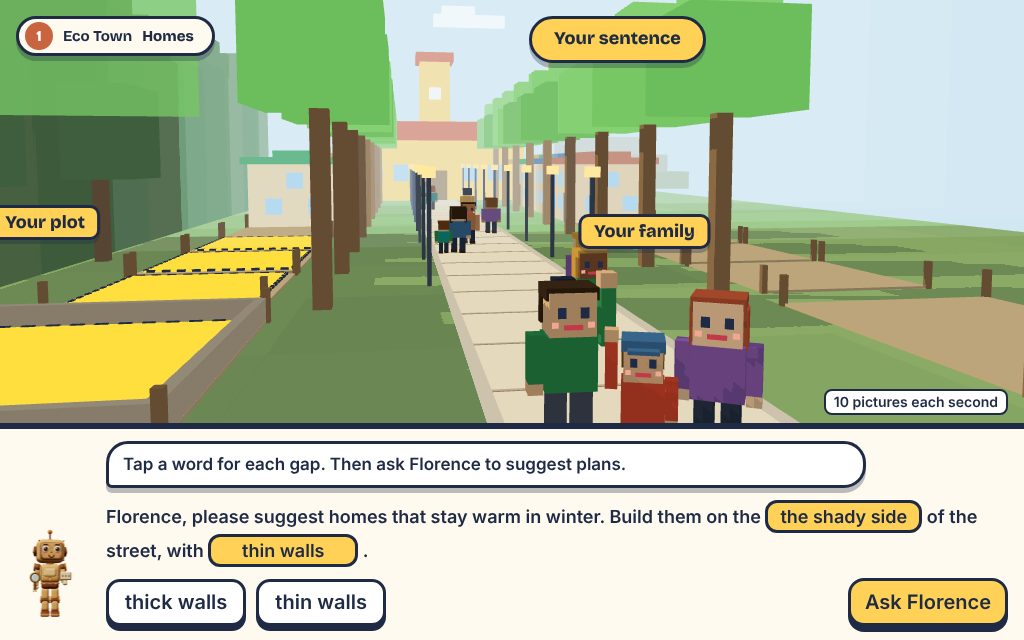 1 Eco Town Homes
Your sentence
Your plot
Your family
10 pictures each second
Tap a word for each gap. Then ask Florence to suggest plans.
Florence, please suggest homes that stay warm in winter. Build them on the the shady side of the
street, with thin walls .
thick walls thin walls Ask Florence